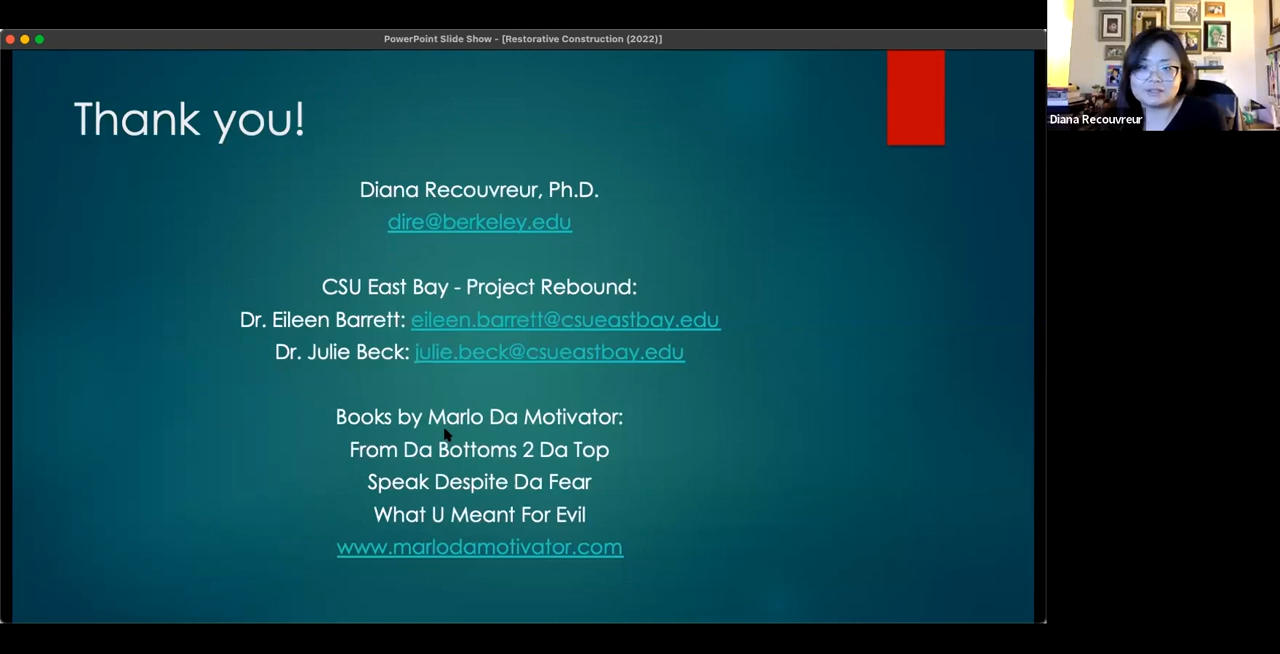 PowerPoint Slide Show - [Restorative Construction (2022)]
Thank you!
Diana Recouvreur, Ph.D.
dire@berkeley.edu
CSU East Bay - Project Rebound:
Dr. Eileen Barrett: eileen.barrett@csueastbay.edu
Dr. Julie Beck: julie.beck@csueastbay.edu
Books by Marlo Da Motivator:
From Da Bottoms 2 Da Top
Speak Despite Da Fear
What U Meant For Evil
www.marlodamotivator.com
Diana Recouvreur